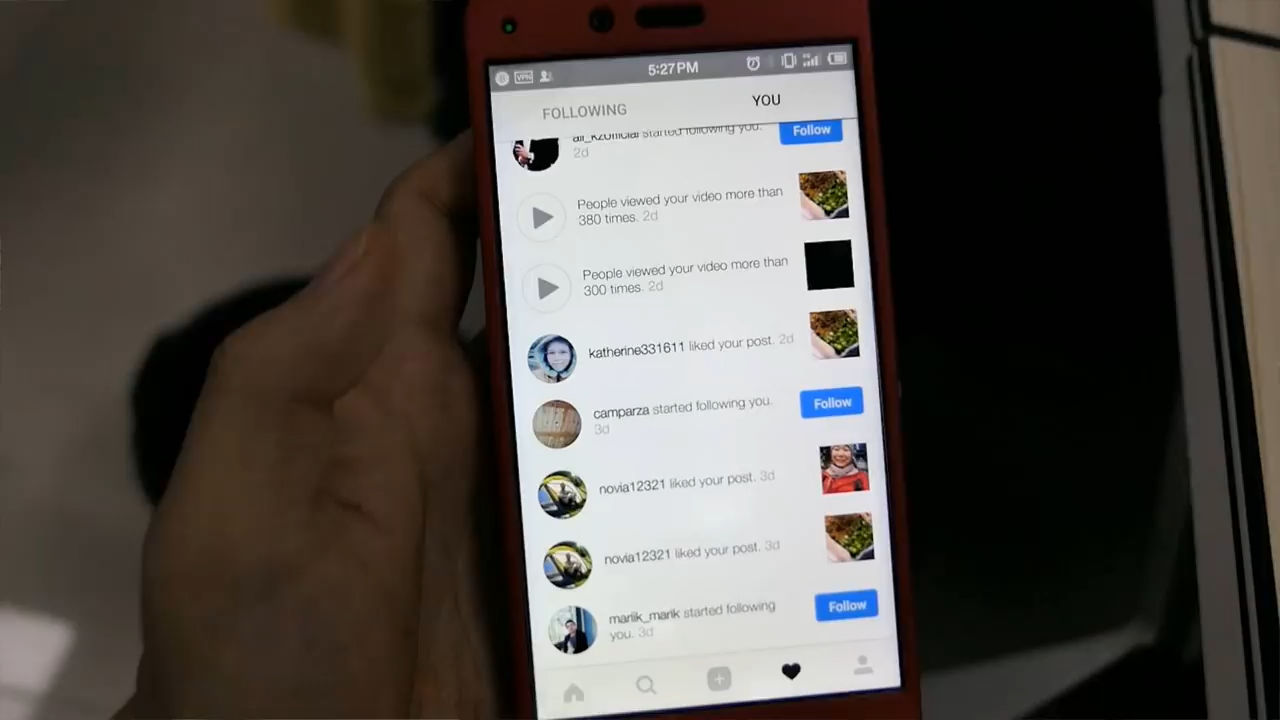 VPN
5:27 PM
FOLLOWING
YOU
started following you.
Follow
2d
People viewed your video more than
380 times. 2d
People viewed your video more than
300 times. 2d
katherine331611 liked your post. 2d
camparza started following you.
Follow
3d
novia12321 liked your post. 3d
novia12321 liked your post. 3d
mariik_marik started following
Follow
you. 3d